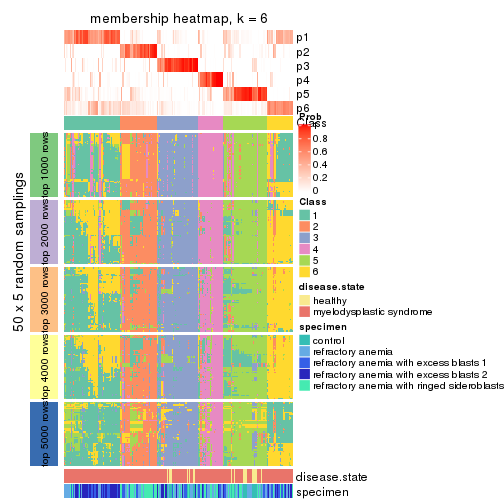 membership heatmap, k = 6
p1
p2
p3
p4
p5
p6
Class
50 x 5 random samplings
top 1000 rows
top 2000 rows
top 3000 rows
top 4000 rows
top 5000 rows
disease.state
specimen
Prob
1
0.8
0.6
0.4
0.2
0
Class
1
2
3
4
5
6
disease.state
healthy
myelodysplastic syndrome
specimen
control
refractory anemia
refractory anemia with excess blasts 1
refractory anemia with excess blasts 2
refractory anemia with ringed sideroblasts